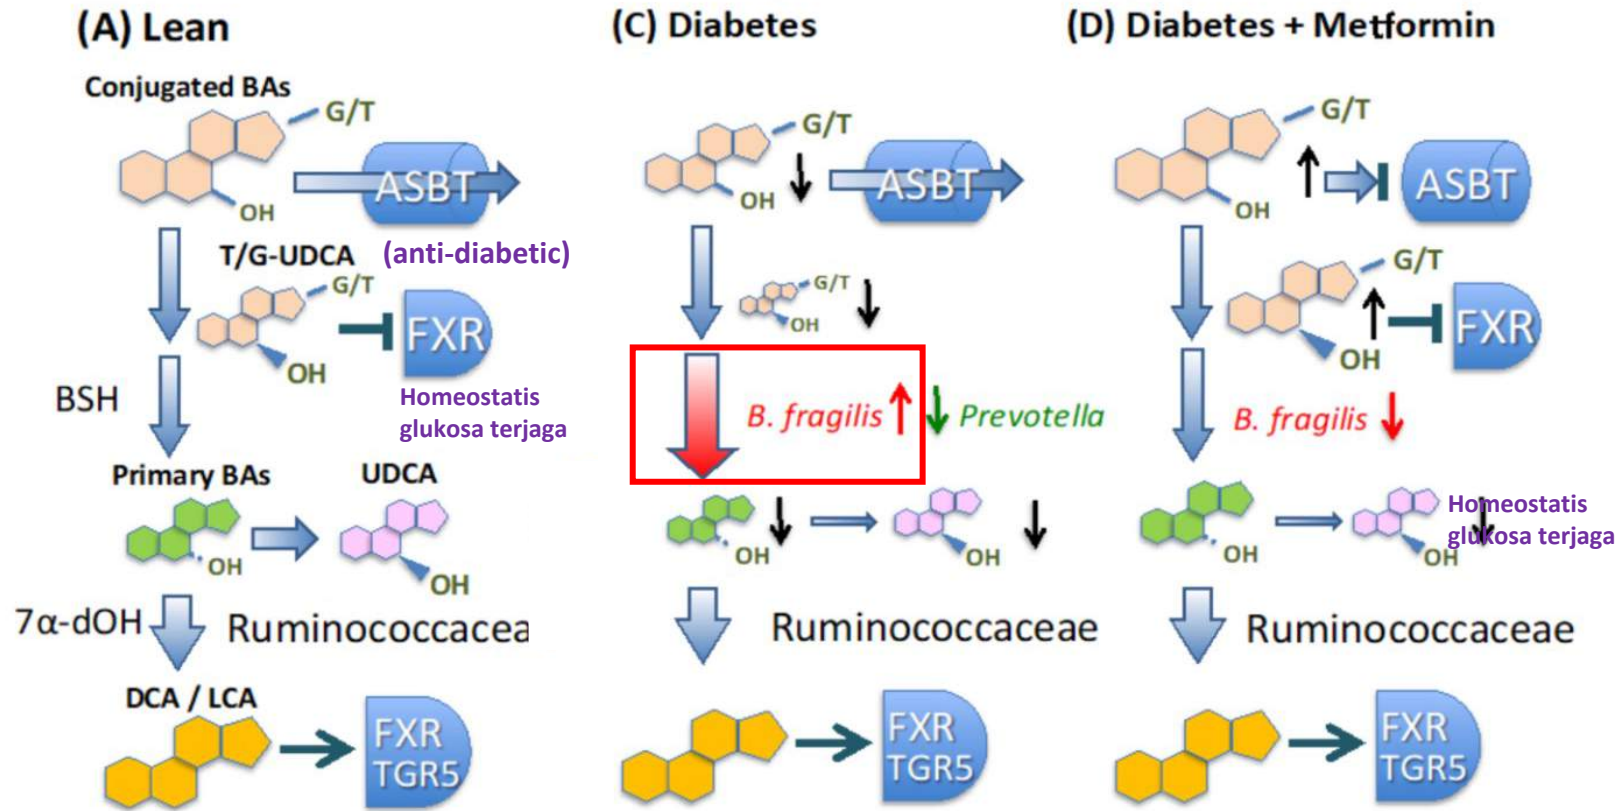 (A) Lean
Conjugated BAs
G/T
ASBT
OH
T/G-UDCA
(anti-diabetic)
G/T
FXR
OH
BSH
Homeostatis
glukosa terjaga
Primary BAs
UDCA
OH
OH
7α-dOH
Ruminococcacea
DCA / LCA
FXR
TGR5
(C) Diabetes
G/T
ASBT
OH
G/T
OH
B. fragilis
Prevotella
OH
OH
Ruminococcaceae
FXR
TGR5
(D) Diabetes + Metformin
G/T
ASBT
OH
G/T
FXR
OH
B. fragilis
Homeostatis
glukosa terjaga
OH
OH
Ruminococcaceae
FXR
TGR5